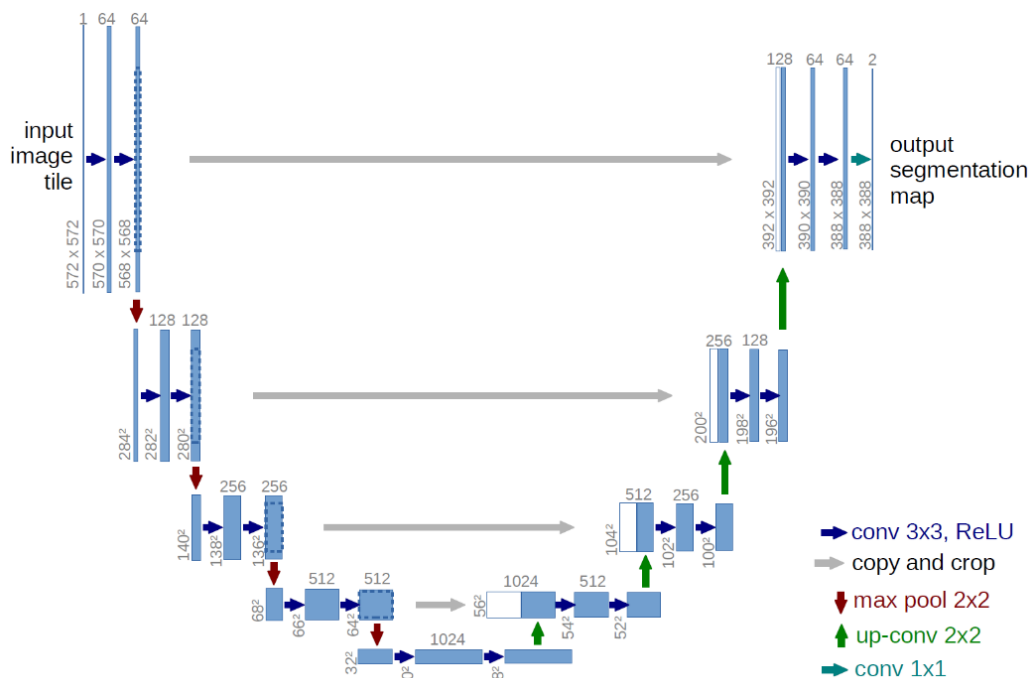 1 64 64
128 64 64 2
input
image
tile
output
segmentation
map
572 x 572
570 x 570
568 x 568
392 x 392
390 x 390
388 x 388
388 x 388
128 128
256 128
284²
282²
280²
200²
198²
196²
256 256
512 256
140²
138²
136²
104²
102²
100²
512 512
1024 512
68²
66²
64²
56²
54²
52²
1024
32²
conv 3x3, ReLU
copy and crop
max pool 2x2
up-conv 2x2
conv 1x1